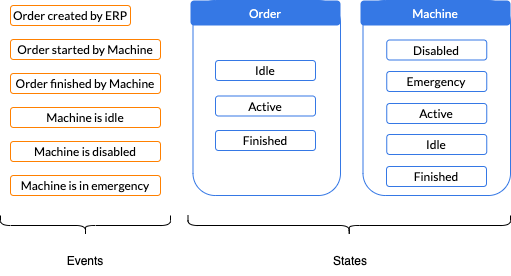 Order created by ERP
Order started by Machine
Order finished by Machine
Machine is idle
Machine is disabled
Machine is in emergency
Events
Order
Idle
Active
Finished
Machine
Disabled
Emergency
Active
Idle
Finished
States